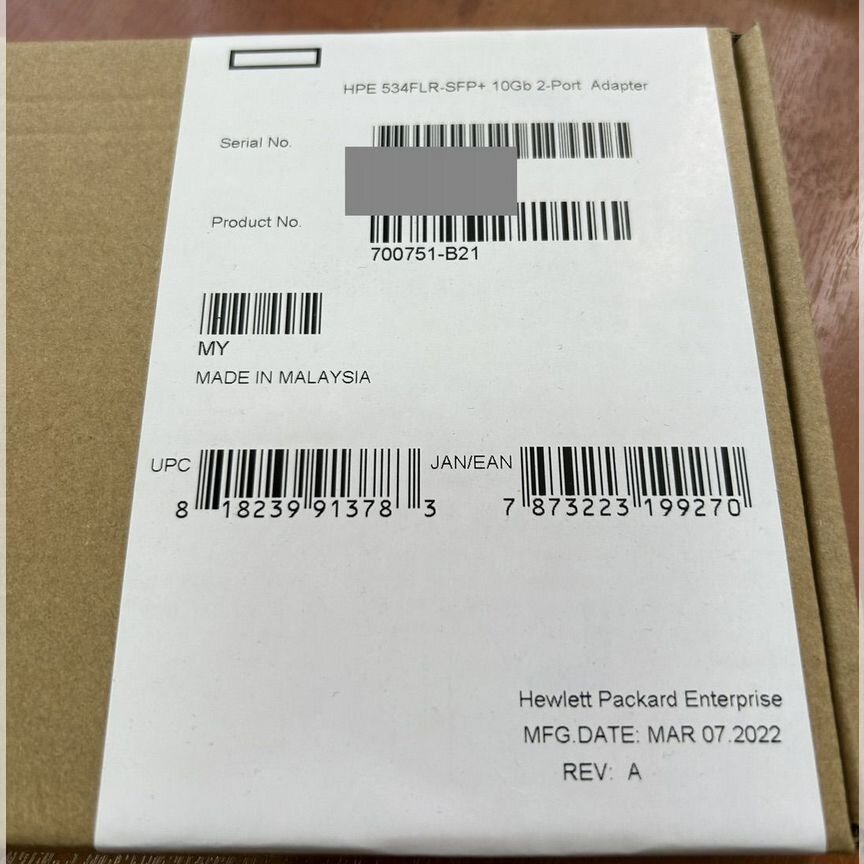 HPE 534FLR-SFP+ 10Gb 2-Port Adapter
Serial No.
Product No.
700751-B21
MY
MADE IN MALAYSIA
UPC 8 18239 91378 3 JAN/EAN 7 873223 199270
Hewlett Packard Enterprise
MFG.DATE: MAR 07.2022
REV: A